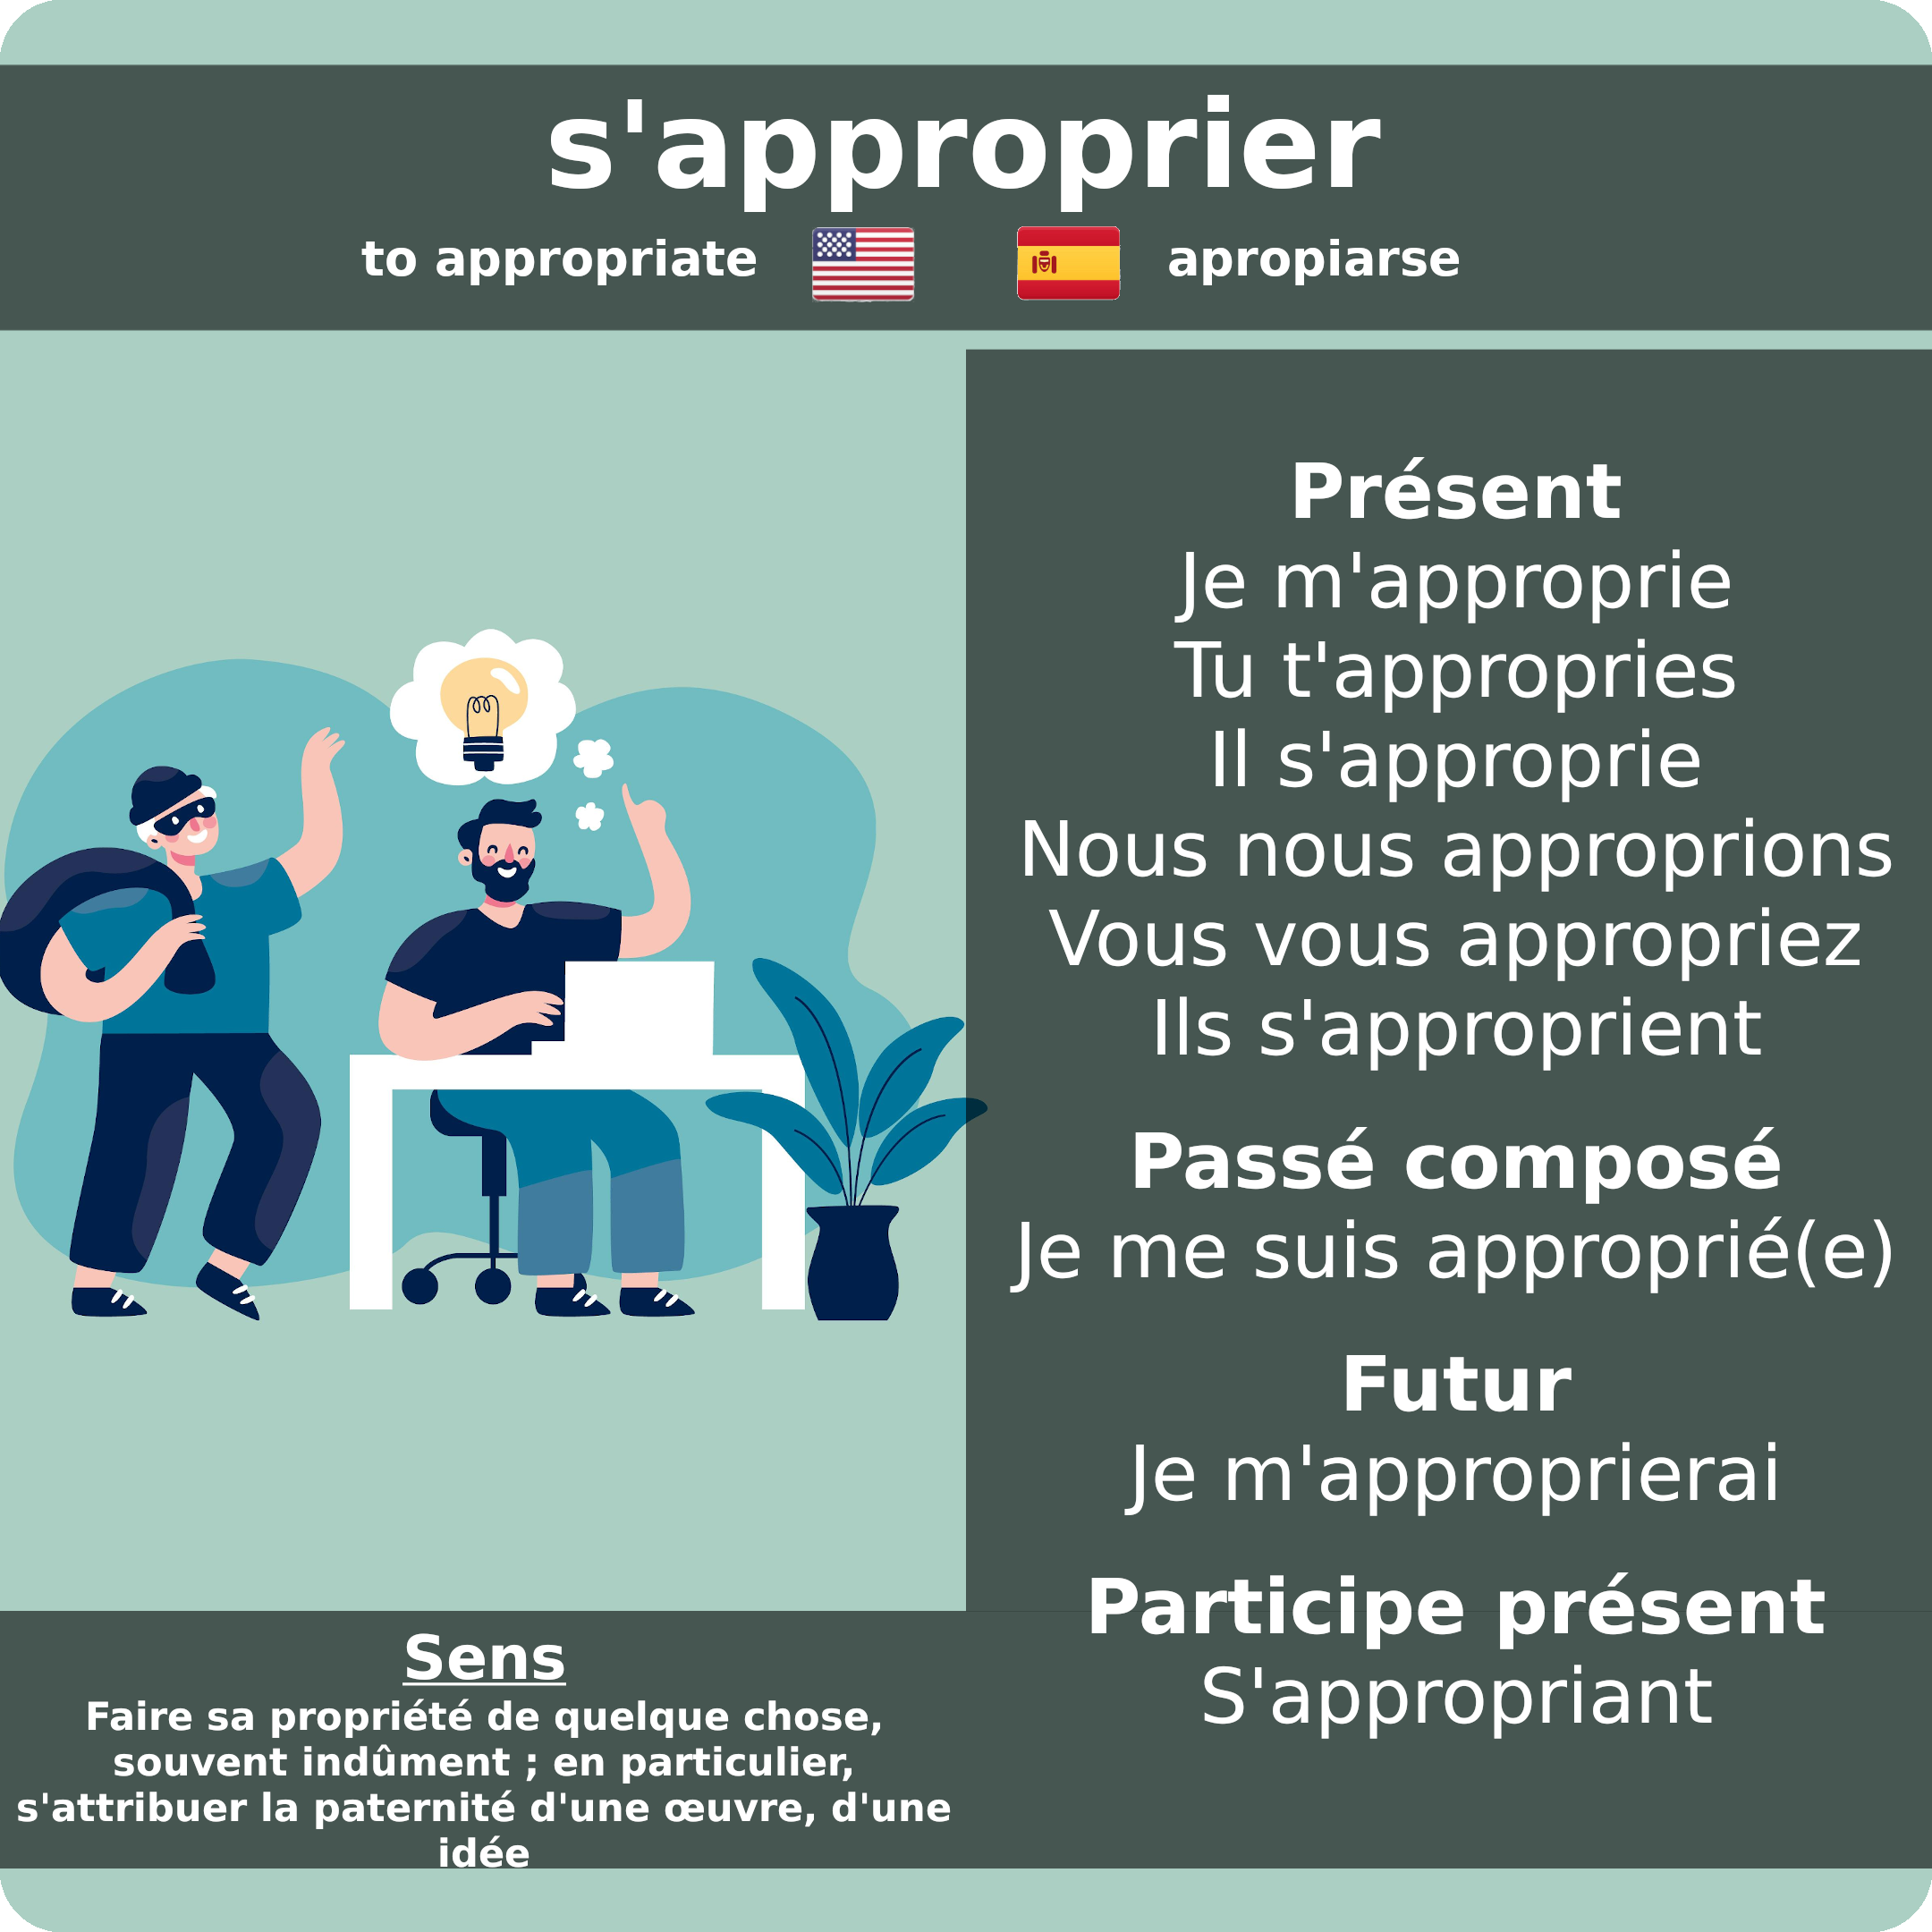 s'approprier
to appropriate
apropiarse
Présent
Je m'approprie
Tu t'appropries
Il s'approprie
Nous nous approprions
Vous vous appropriez
Ils s'approprient
Passé composé
Je me suis approprié(e)
Futur
Je m'approprierai
Participe présent
S'appropriant
Sens
Faire sa propriété de quelque chose,
souvent indûment ; en particulier,
s'attribuer la paternité d'une œuvre, d'une
idée